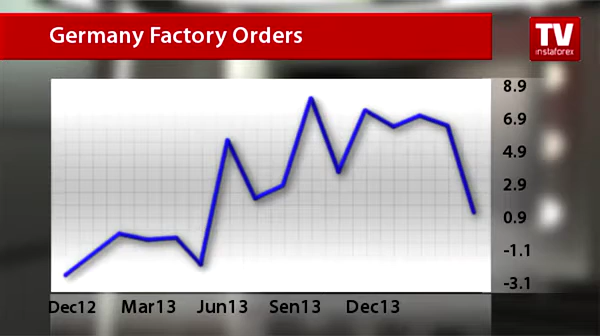 Germany Factory Orders
TV
instaforex
8.9
6.9
4.9
2.9
0.9
-1.1
-3.1
Dec12 Mar13 Jun13 Sen13 Dec13